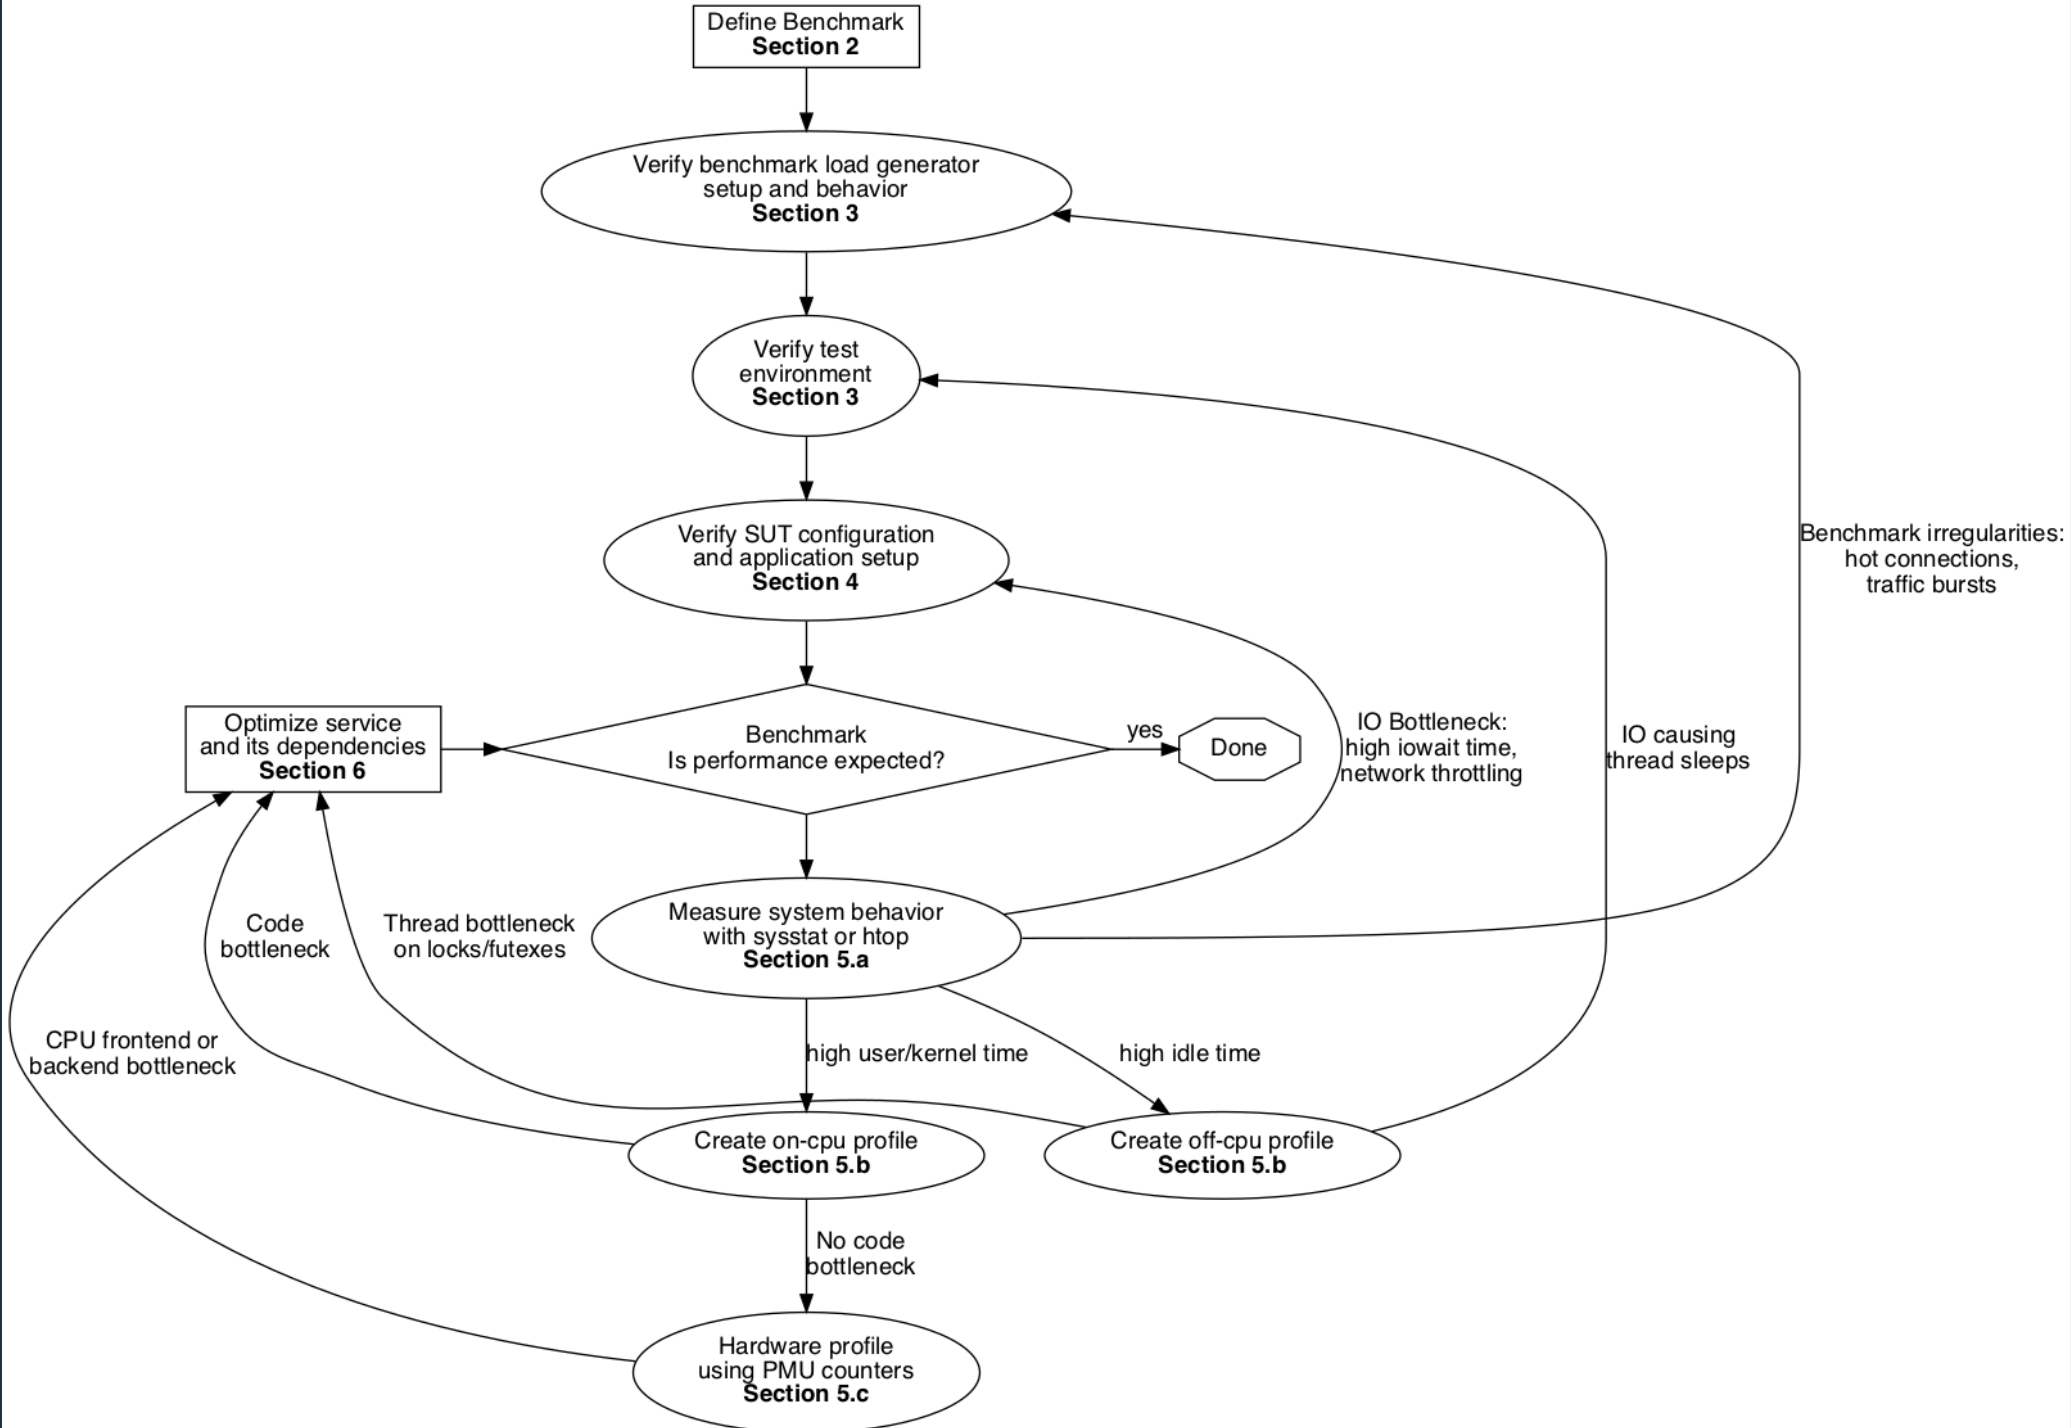 Define Benchmark
Section 2
Verify benchmark load generator
setup and behavior
Section 3
Verify test
environment
Section 3
Verify SUT configuration
and application setup
Section 4
Benchmark irregularities:
hot connections,
traffic bursts
Optimize service
and its dependencies
Section 6
Benchmark
Is performance expected?
yes
Done
IO Bottleneck:
high iowait time,
network throttling
IO causing
thread sleeps
Code
bottleneck
Thread bottleneck
on locks/futexes
Measure system behavior
with sysstat or htop
Section 5.a
CPU frontend or
backend bottleneck
high user/kernel time
high idle time
Create on-cpu profile
Section 5.b
Create off-cpu profile
Section 5.b
No code
bottleneck
Hardware profile
using PMU counters
Section 5.c